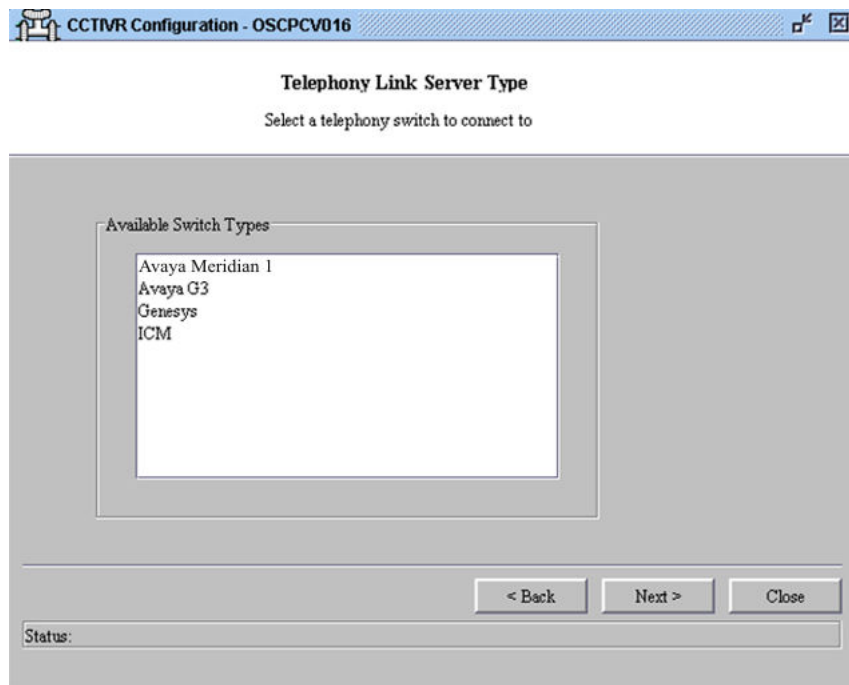 CCTIVR Configuration - OSCPCV016
Telephony Link Server Type
Select a telephony switch to connect to
Available Switch Types
Avaya Meridian 1
Avaya G3
Genesys
ICM
< Back
Next >
Close
Status: